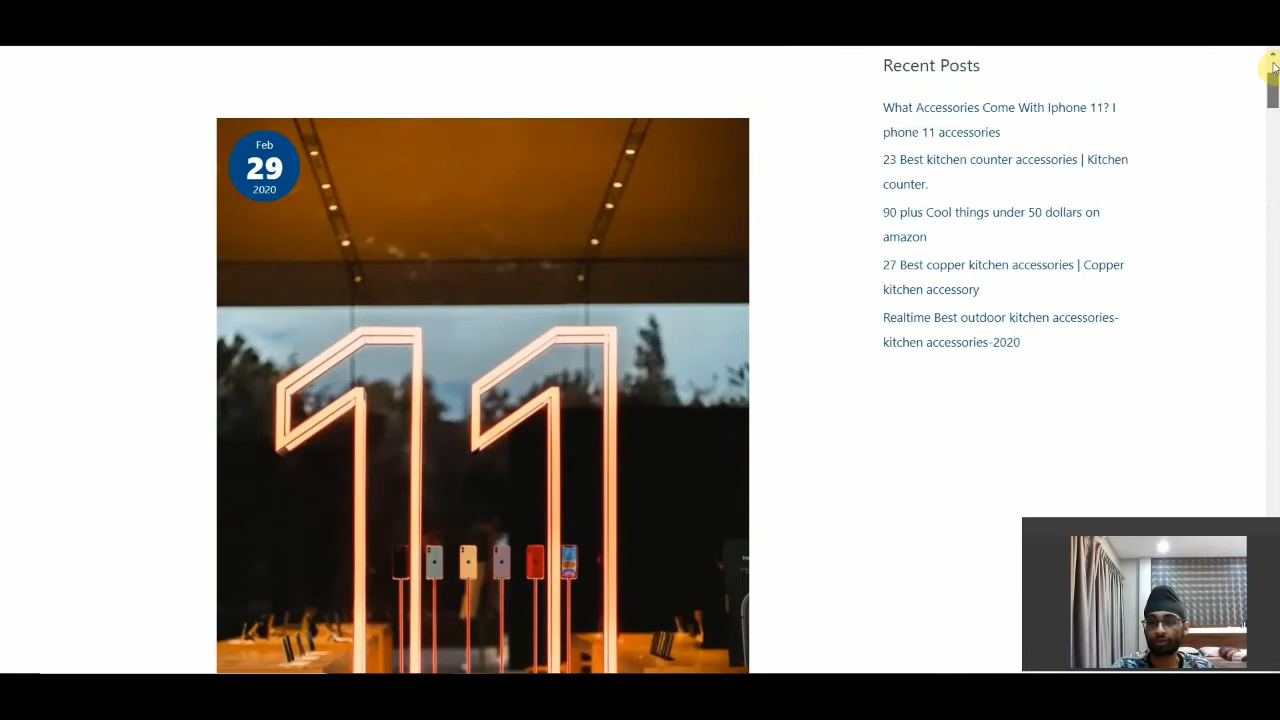 Recent Posts
What Accessories Come With Iphone 11? I
phone 11 accessories
23 Best kitchen counter accessories | Kitchen
counter.
90 plus Cool things under 50 dollars on
amazon
27 Best copper kitchen accessories | Copper
kitchen accessory
Realtime Best outdoor kitchen accessories-
kitchen accessories-2020
Feb
29
2020
11